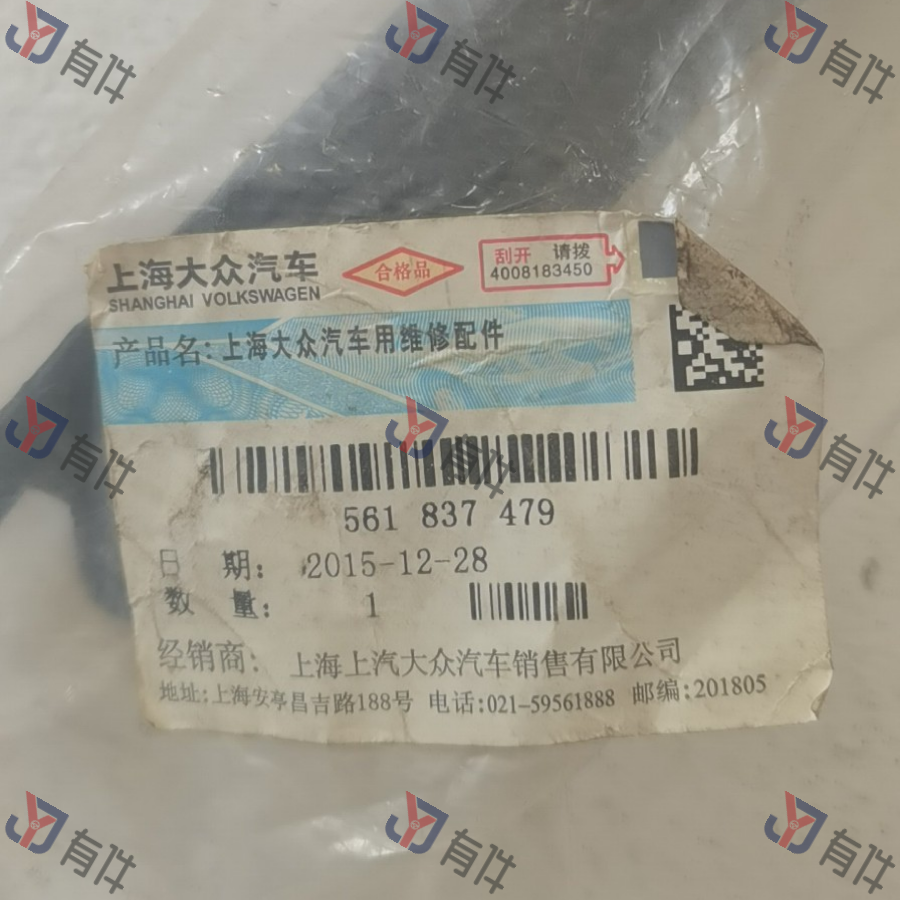 有件
有件
有件
上海大众汽车
SHANGHAI VOLKSWAGEN
合格品
刮开 请拨
4008183450
产品名: 上海大众汽车用维修配件
有件
有件
有件
561 837 479
日 期: 2015-12-28
数 量: 1
经销商: 上海上汽大众汽车销售有限公司
地址:上海安亭昌吉路188号 电话:021-59561888 邮编:201805
有件
有件
有件